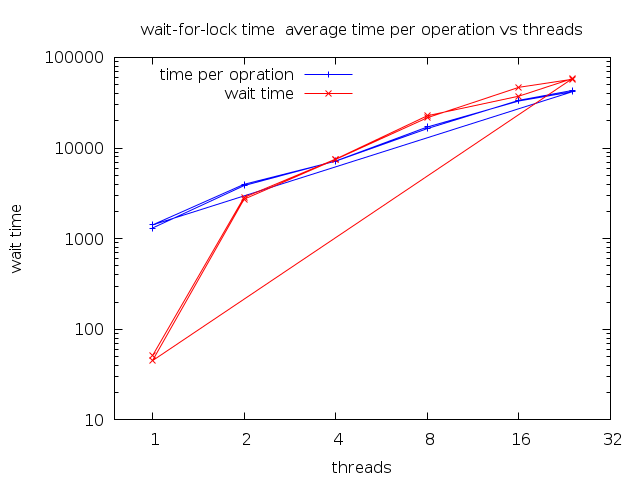 wait-for-lock time  average time per operation vs threads
100000
10000
1000
100
10
wait time
time per opration
wait time
1 2 4 8 16 32
threads